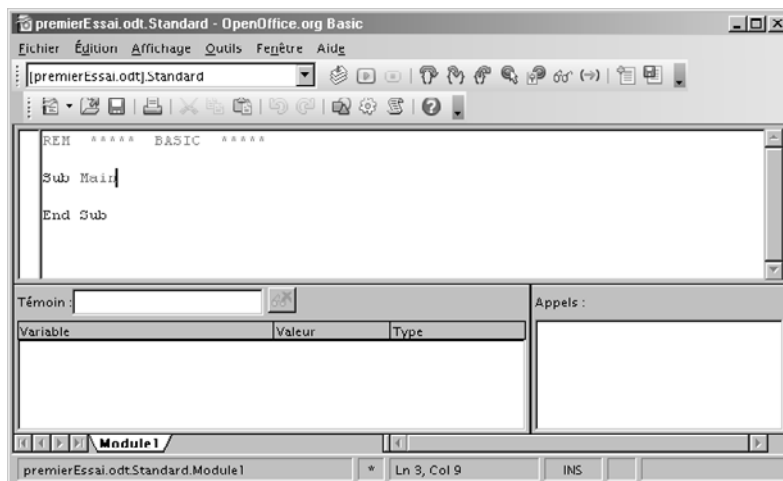 premierEssai.odt.Standard - OpenOffice.org Basic
Fichier Édition Affichage Outils Fenêtre Aide
[premierEssai.odt].Standard
REM ***** BASIC *****
Sub Main
End Sub
Témoin :
Appels :
Variable Valeur Type
Module1
premierEssai.odt.Standard.Module1 * Ln 3, Col 9 INS